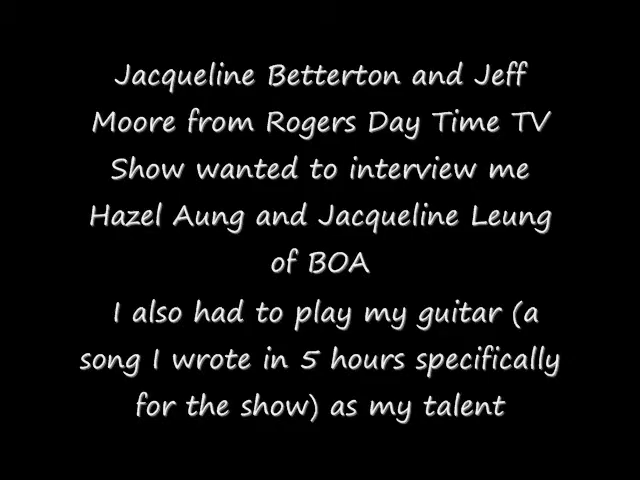 Jacqueline Betterton and Jeff
Moore from Rogers Day Time TV
Show wanted to interview me
Hazel Aung and Jacqueline Leung
of BOA
I also had to play my guitar (a
song I wrote in 5 hours specifically
for the show) as my talent